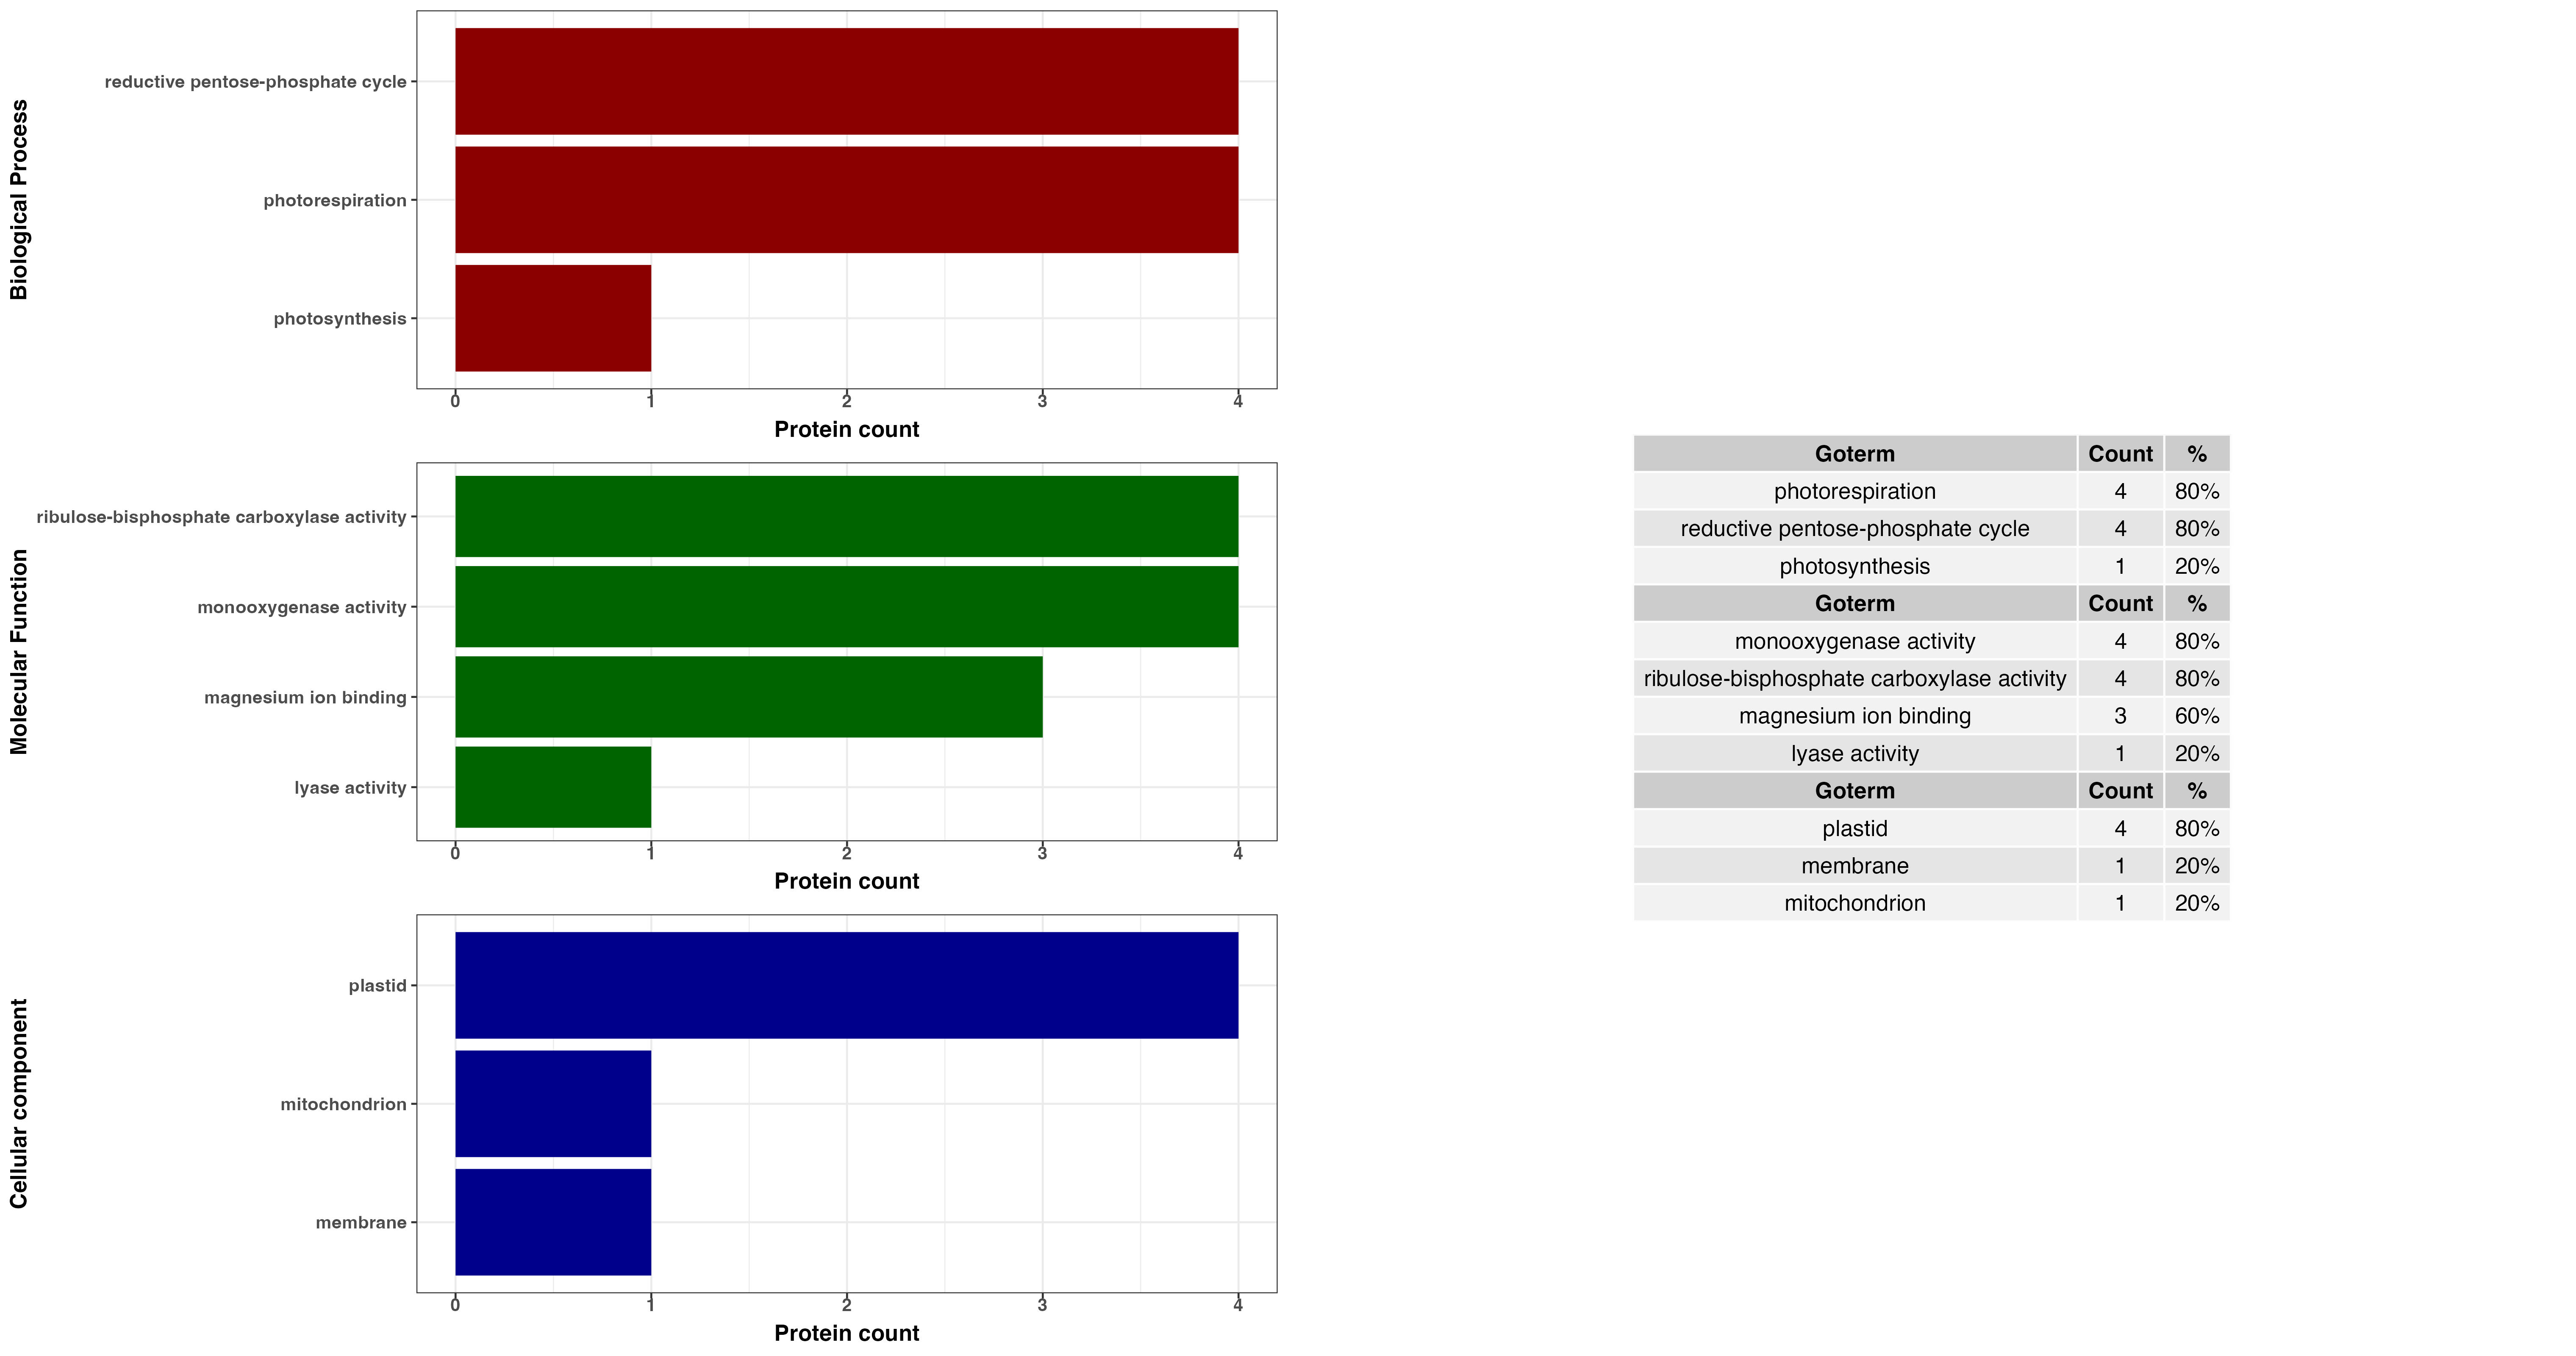 Biological Process
reductive pentose-phosphate cycle
photorespiration
photosynthesis
0 1 2 3 4
Protein count
Molecular Function
ribulose-bisphosphate carboxylase activity
monooxygenase activity
magnesium ion binding
lyase activity
0 1 2 3 4
Protein count
Cellular component
plastid
mitochondrion
membrane
0 1 2 3 4
Protein count
Goterm Count %
photorespiration 4 80%
reductive pentose-phosphate cycle 4 80%
photosynthesis 1 20%
Goterm Count %
monooxygenase activity 4 80%
ribulose-bisphosphate carboxylase activity 4 80%
magnesium ion binding 3 60%
lyase activity 1 20%
Goterm Count %
plastid 4 80%
membrane 1 20%
mitochondrion 1 20%